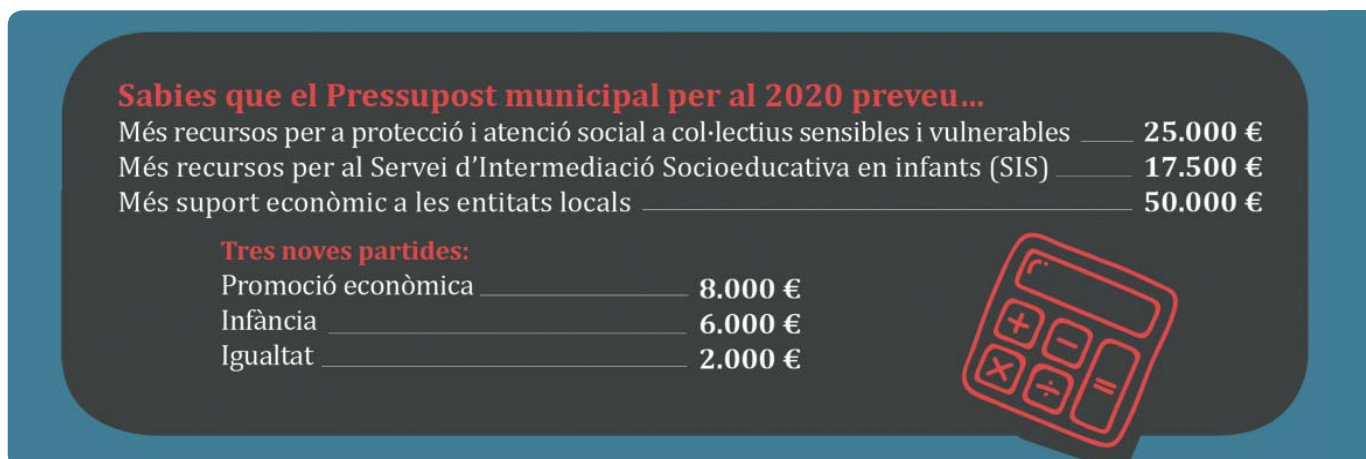 Sabies que el Pressupost municipal per al 2020 preveu...
Més recursos per a protecció i atenció social a col·lectius sensibles i vulnerables 25.000 €
Més recursos per al Servei d'Intermediació Socioeducativa en infants (SIS) 17.500 €
Més suport econòmic a les entitats locals 50.000 €
Tres noves partides:
Promoció econòmica 8.000 €
Infància 6.000 €
Igualtat 2.000 €